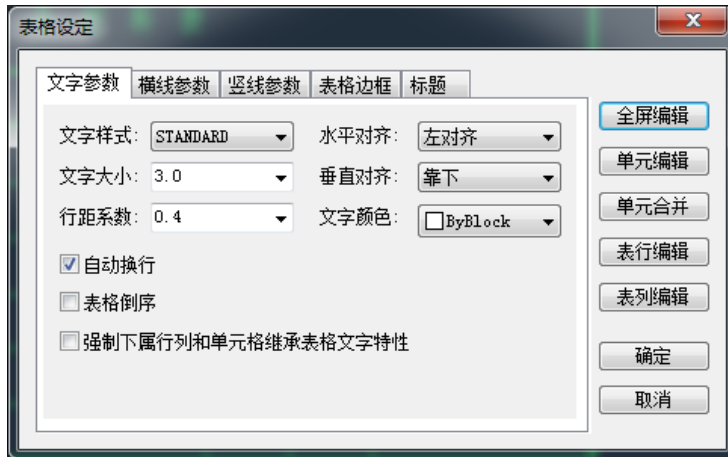 表格设定
文字参数 横线参数 竖线参数 表格边框 标题
文字样式: STANDARD 水平对齐: 左对齐
文字大小: 3.0 垂直对齐: 靠下
行距系数: 0.4 文字颜色: ByBlock
自动换行
表格倒序
强制下属行列和单元格继承表格文字特性
全屏编辑
单元编辑
单元合并
表行编辑
表列编辑
确定
取消